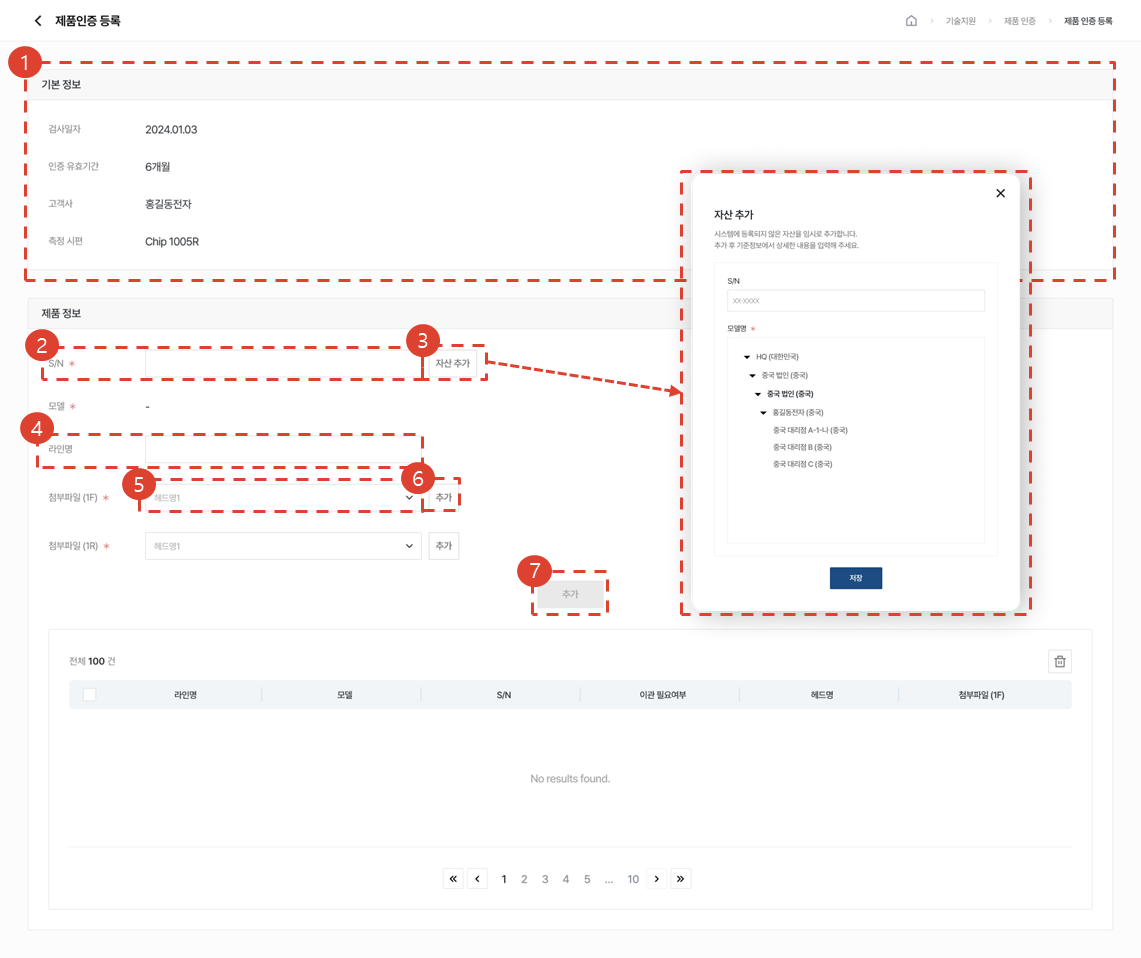 제품인증 등록
기술지원
제품 인증
제품 인증 등록
1
기본 정보
검사일자
2024.01.03
인증 유효기간
6개월
고객사
홍길동전자
측정 시편
Chip 1005R
자산 추가
시스템에 등록되지 않은 자산을 임시로 추가합니다.
추가 후 기준정보에서 상세한 내용을 입력해 주세요.
S/N
XX-XXXX
모델명 *
HQ (대한민국)
중국 법인 (중국)
중국 법인 (중국)
홍길동전자 (중국)
중국 대리점 A-1-나 (중국)
중국 대리점 B (중국)
중국 대리점 C (중국)
저장
제품 정보
2
S/N *
3
자산 추가
모델 *
-
4
라인명
첨부파일 (1F) *
5
헤드명1
6
추가
첨부파일 (1R) *
헤드명1
추가
7
추가
전체 100 건
라인명
모델
S/N
이관 필요여부
헤드명
첨부파일 (1F)
No results found.
« ‹ 1 2 3 4 5 ... 10 › »